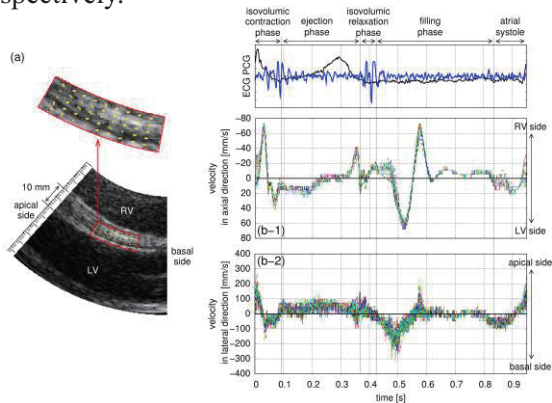 spectively.
isovolumic
contraction
phase
ejection
phase
isovolumic
relaxation
phase
filling
phase
atrial
systole
(a)
ECG PCG
10 mm
apical
side
RV
LV
basal
side
velocity
in axial direction [mm/s]
-80
-60
-40
-20
0
20
40
60
80
RV side
LV side
(b-1)
velocity
in lateral direction [mm/s]
400
300
200
100
0
-100
-200
-300
-400
(b-2)
apical side
basal side
0 0.1 0.2 0.3 0.4 0.5 0.6 0.7 0.8 0.9
time [s]